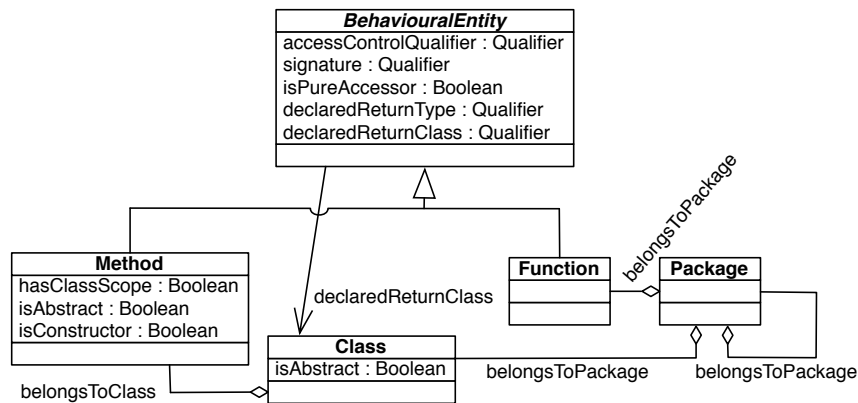 BehaviouralEntity
accessControlQualifier : Qualifier
signature : Qualifier
isPureAccessor : Boolean
declaredReturnType : Qualifier
declaredReturnClass : Qualifier
belongsToPackage
Method
hasClassScope : Boolean
isAbstract : Boolean
isConstructor : Boolean
Function
Package
declaredReturnClass
Class
isAbstract : Boolean
belongsToPackage
belongsToPackage
belongsToClass